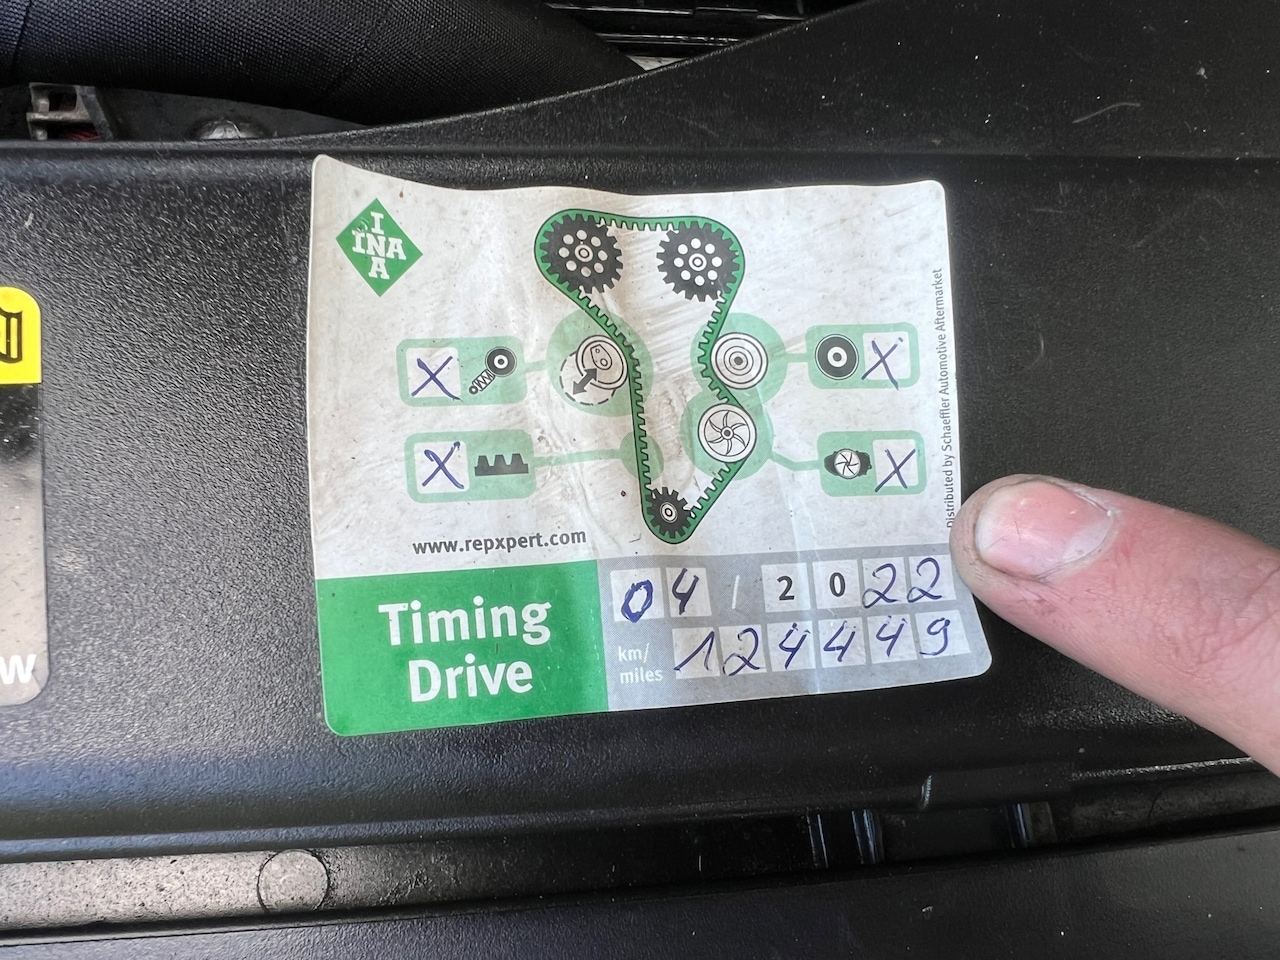 I
INA
A
X
X
X
X
Distributed by Schaeffler Automotive Aftermarket
www.repxpert.com
Timing
Drive
04 / 2022
km/
miles
124449
W